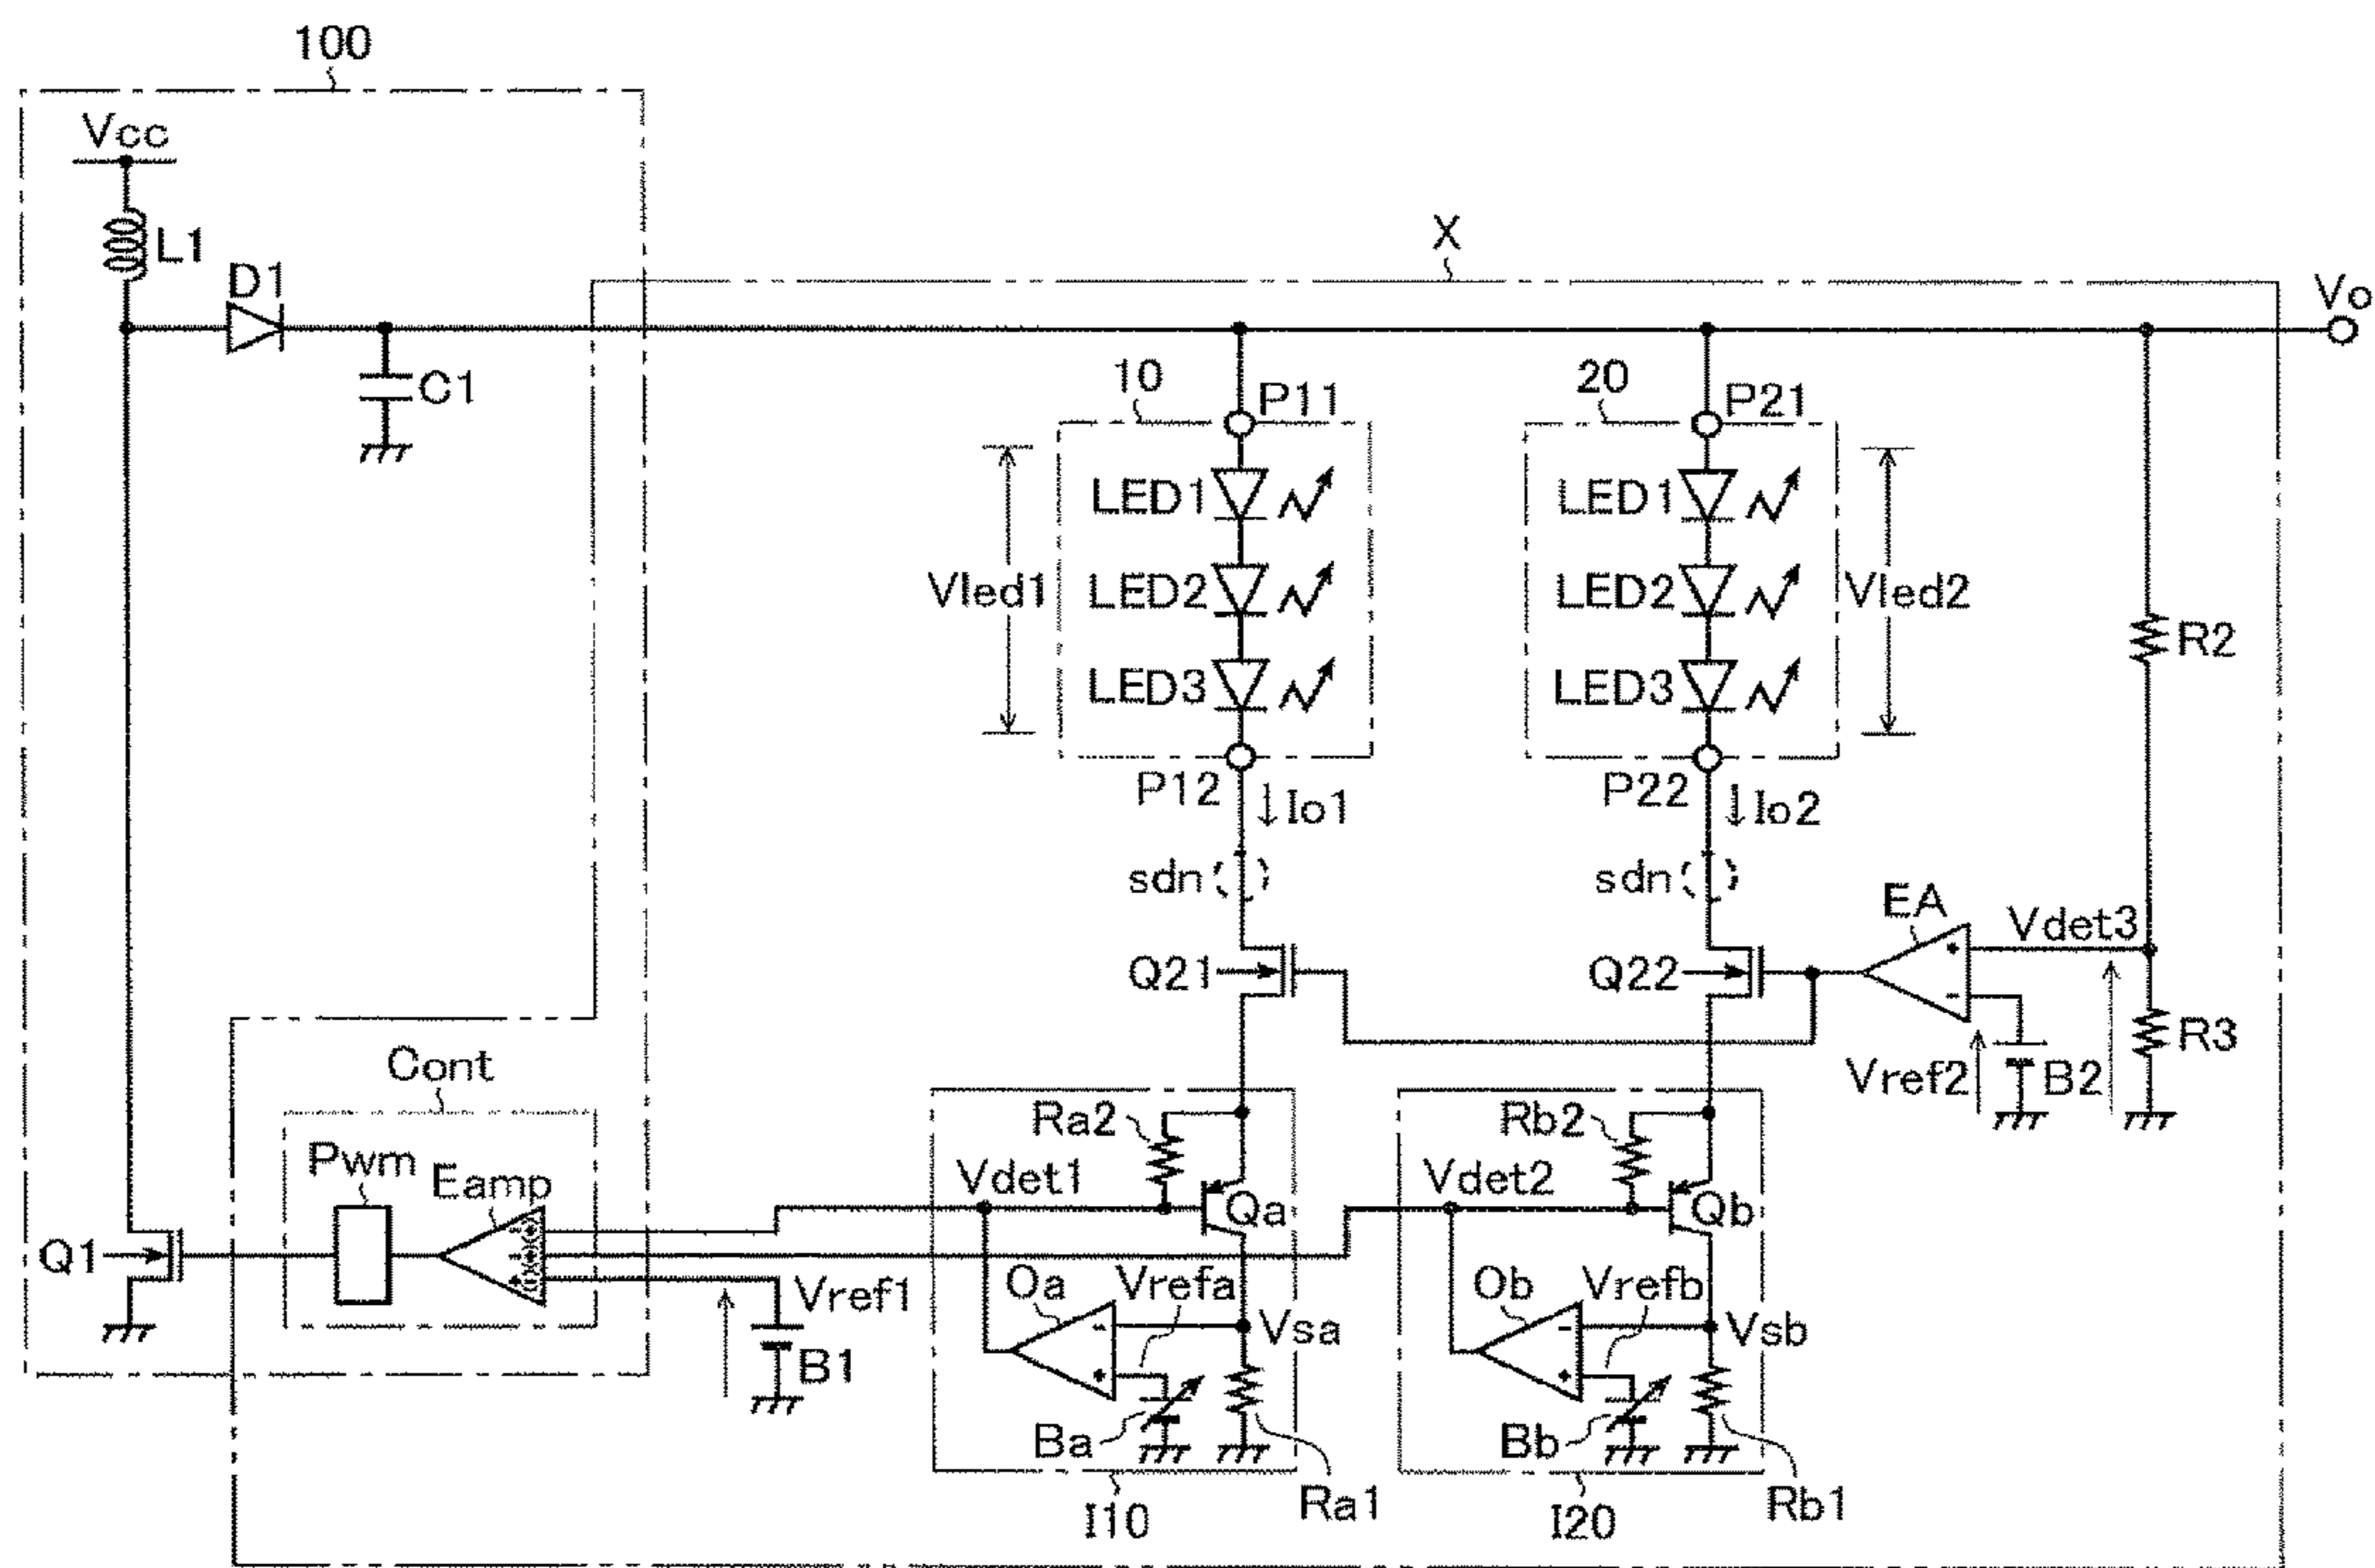 100
Vcc
L1
D1
C1
X
Vo
10
P11
LED1
LED2
LED3
Vled1
P12
Io1
sdn
Q21
20
P21
LED1
LED2
LED3
Vled2
P22
Io2
sdn
Q22
R2
EA
Vdet3
+
-
Vref2
B2
R3
Cont
Pwm
Eamp
Q1
Vref1
B1
Ra2
Vdet1
Qa
Oa
Vrefa
-
+
Vsa
Ba
Ra1
I10
Rb2
Vdet2
Qb
Ob
Vrefb
-
+
Vsb
Bb
Rb1
I20